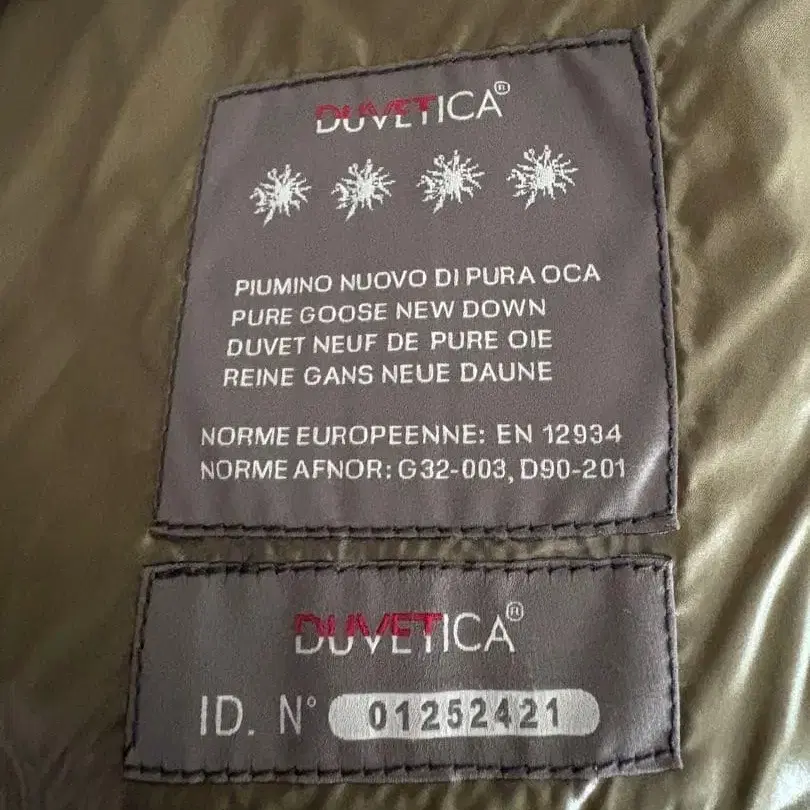 DUVETICA®
PIUMINO NUOVO DI PURA OCA
PURE GOOSE NEW DOWN
DUVET NEUF DE PURE OIE
REINE GANS NEUE DAUNE
NORME EUROPEENNE: EN 12934
NORME AFNOR: G32-003, D90-201
DUVETICA®
ID. N° 01252421